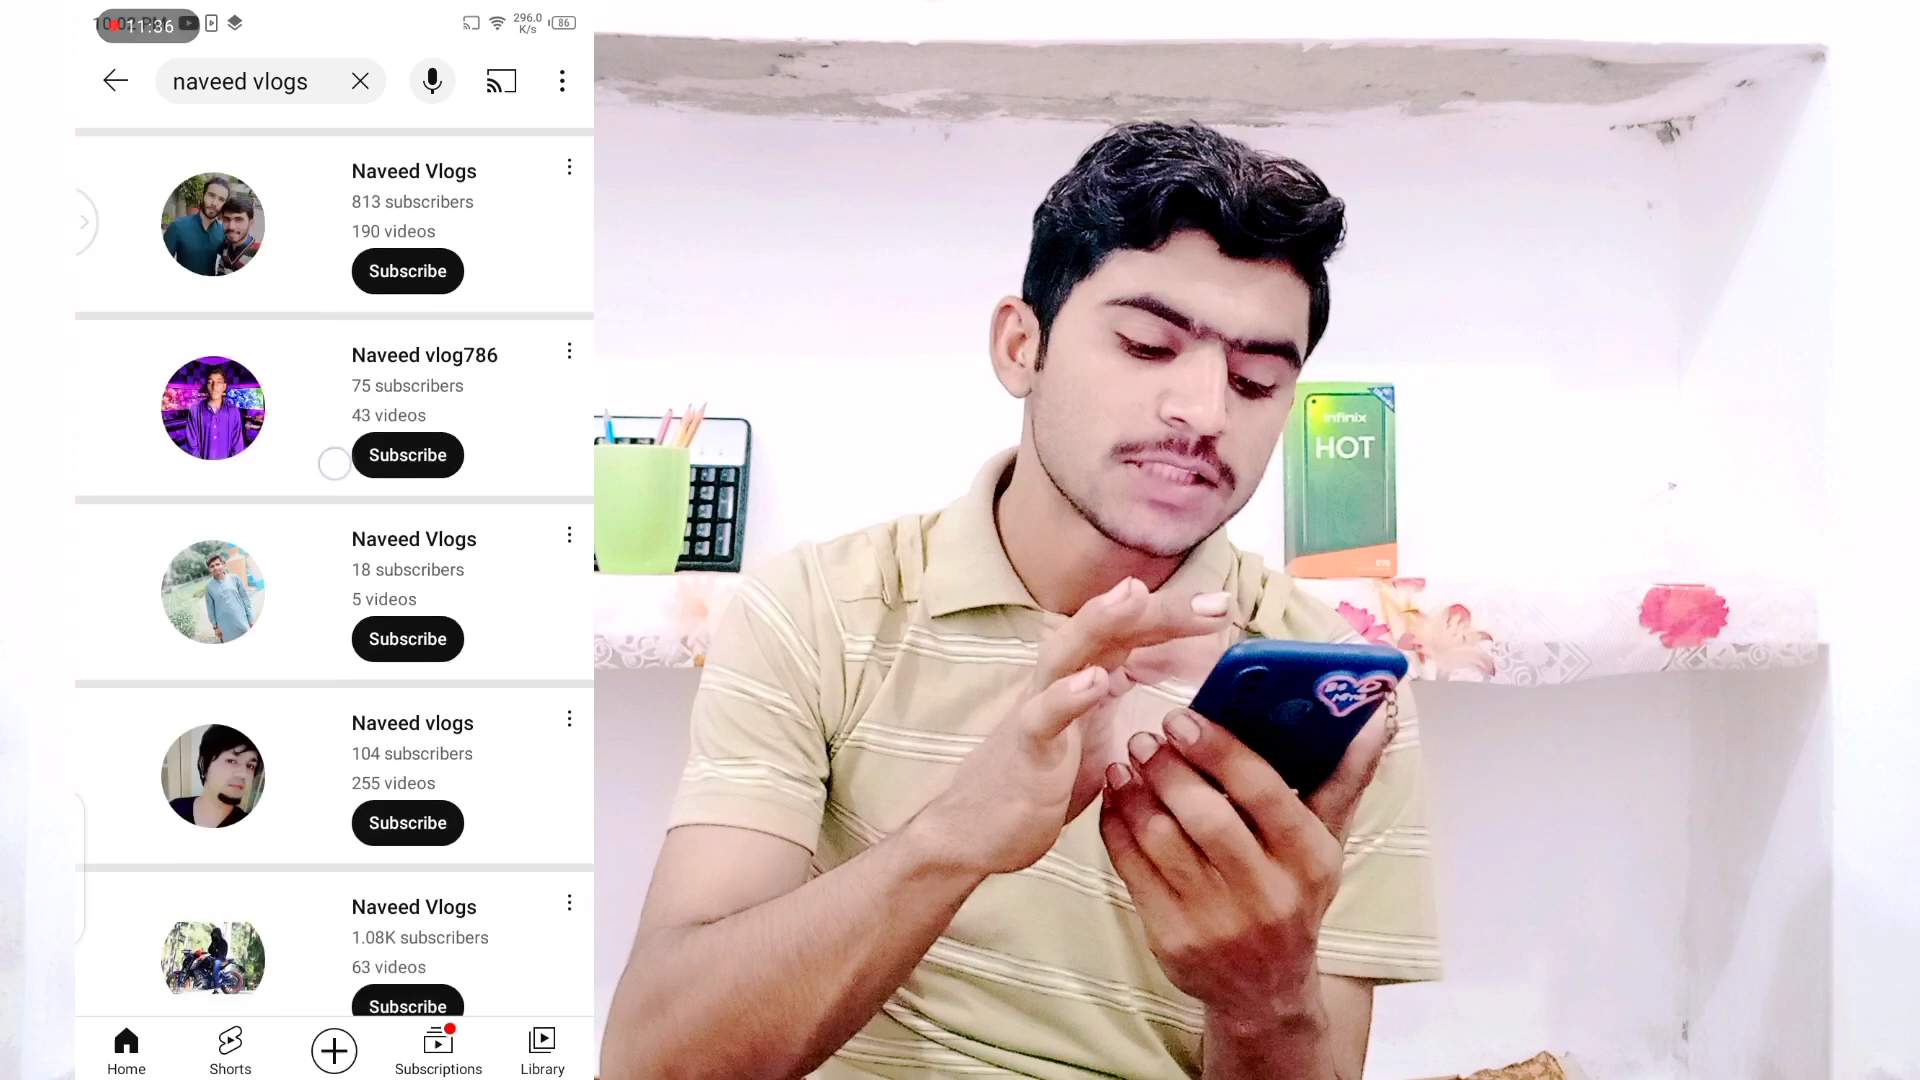 11:36
296.0
K/s
86
naveed vlogs
Naveed Vlogs
813 subscribers
190 videos
Subscribe
Naveed vlog786
75 subscribers
43 videos
Subscribe
Naveed Vlogs
18 subscribers
5 videos
Subscribe
Naveed vlogs
104 subscribers
255 videos
Subscribe
Naveed Vlogs
1.08K subscribers
63 videos
Subscribe
Home
Shorts
Subscriptions
Library
Infinix
HOT